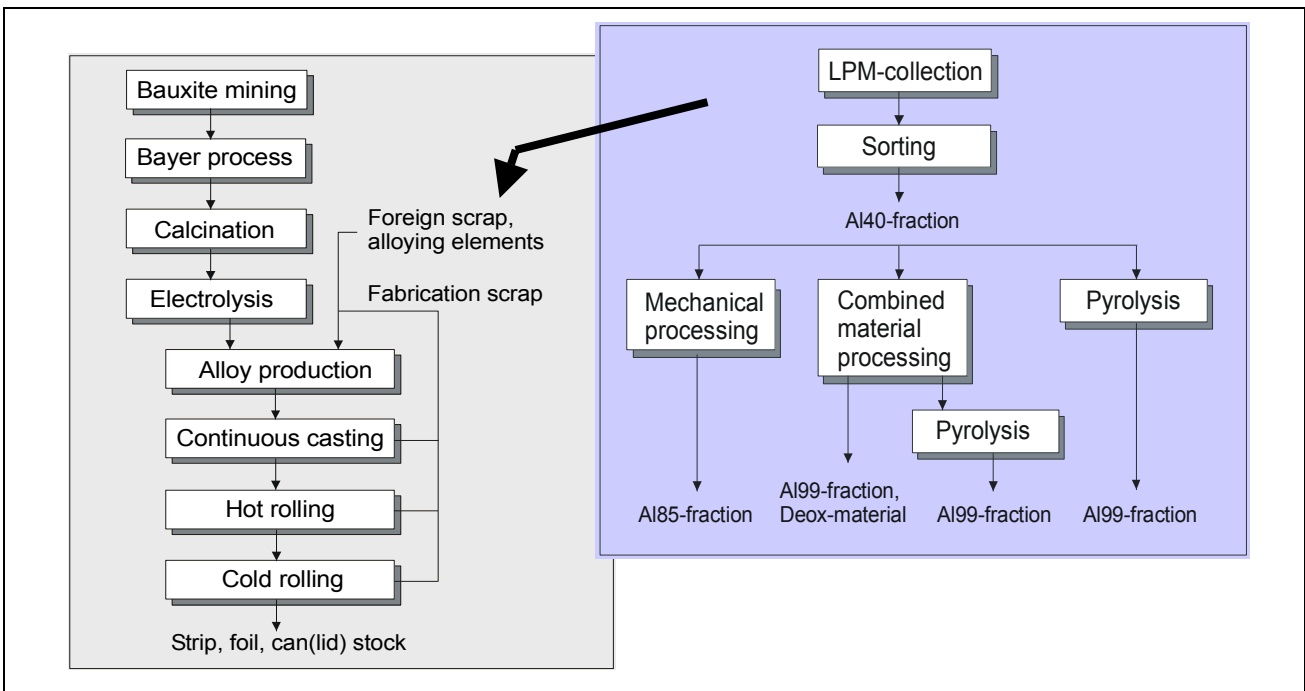 Bauxite mining
Bayer process
Calcination
Electrolysis
Foreign scrap,
alloying elements
Fabrication scrap
Alloy production
Continuous casting
Hot rolling
Cold rolling
Strip, foil, can(lid) stock
LPM-collection
Sorting
Al40-fraction
Mechanical
processing
Combined
material
processing
Pyrolysis
Pyrolysis
Al85-fraction
Al99-fraction,
Deox-material
Al99-fraction
Al99-fraction